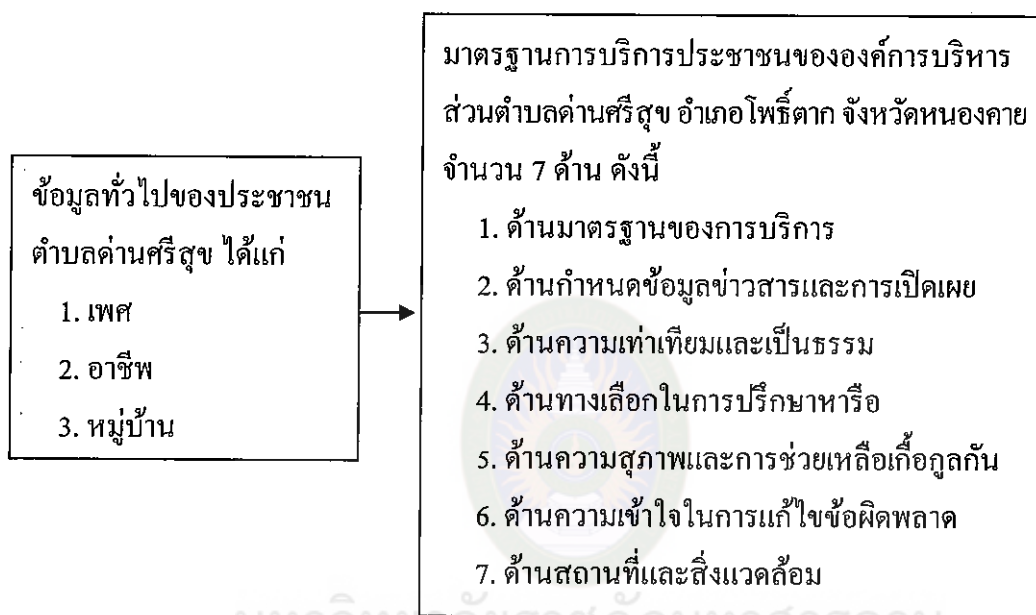 ข้อมูลทั่วไปของประชาชน
ตำบลด่านศรีสุข ได้แก่
1. เพศ
2. อาชีพ
3. หมู่บ้าน
มาตรฐานการบริการประชาชนขององค์การบริหาร
ส่วนตำบลด่านศรีสุข อำเภอโพธิ์ตาก จังหวัดหนองคาย
จำนวน 7 ด้าน ดังนี้
1. ด้านมาตรฐานของการบริการ
2. ด้านกำหนดข้อมูลข่าวสารและการเปิดเผย
3. ด้านความเท่าเทียมและเป็นธรรม
4. ด้านทางเลือกในการปรึกษาหารือ
5. ด้านความสุภาพและการช่วยเหลือเกื้อกูลกัน
6. ด้านความเข้าใจในการแก้ไขข้อผิดพลาด
7. ด้านสถานที่และสิ่งแวดล้อม